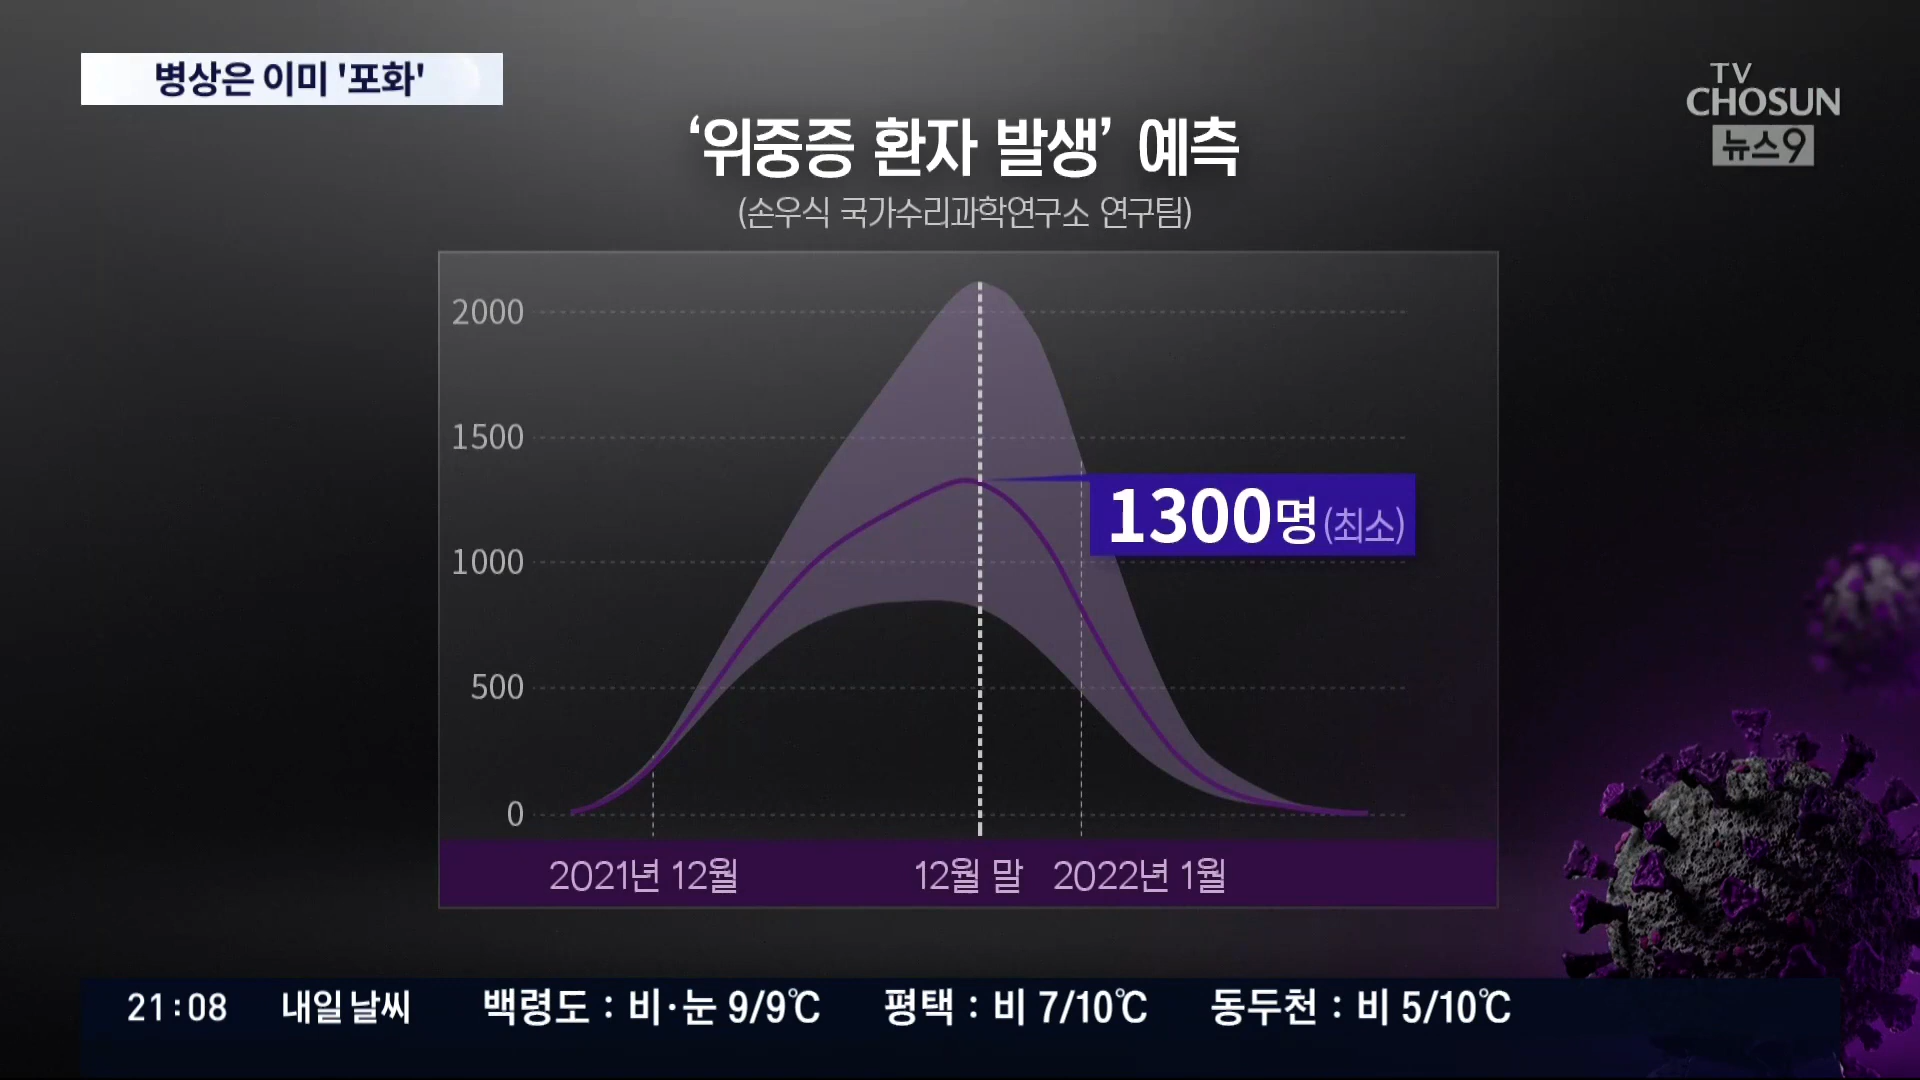 병상은 이미 '포화'
TV
CHOSUN
뉴스9
‘위중증 환자 발생’ 예측
(손우식 국가수리과학연구소 연구팀)
2000
1500
1300명(최소)
1000
500
0
2021년 12월 12월 말 2022년 1월
21:08 내일 날씨 백령도 : 비·눈 9/9℃ 평택 : 비 7/10℃ 동두천 : 비 5/10℃